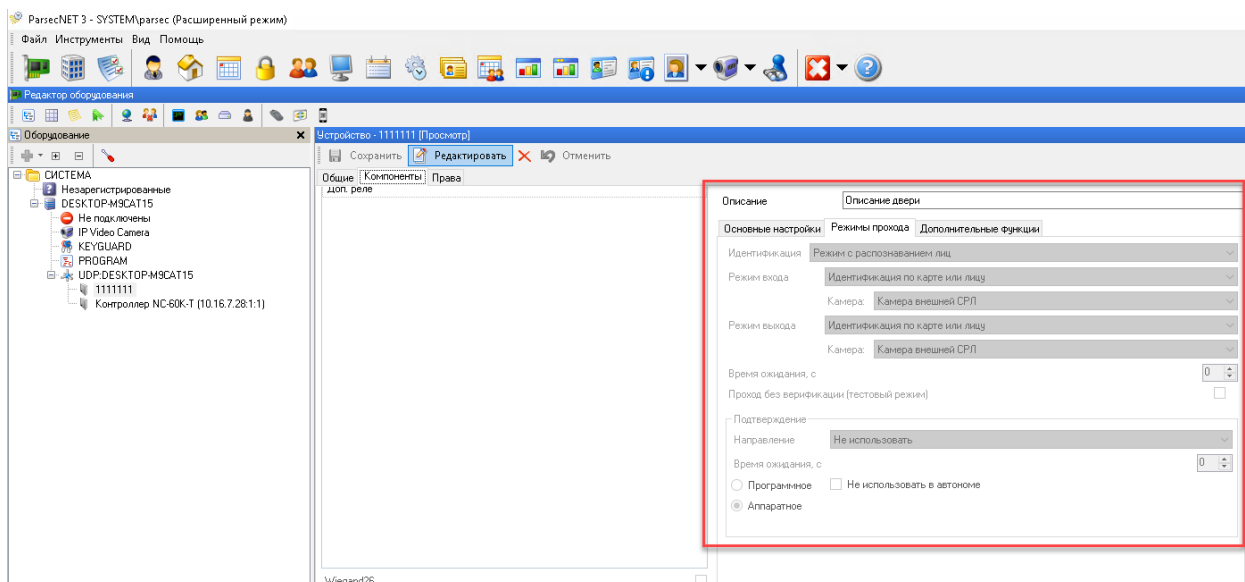 ParsecNET 3 - SYSTEM\parsec (Расширенный режим)
Файл Инструменты Вид Помощь
Редактор оборудования
Оборудование
Устройство - 1111111 [Просмотр]
Сохранить Редактировать Отменить
Общие Компоненты Права
СИСТЕМА
Незарегистрированные
DESKTOP-M9CAT15
Не подключены
IP Video Camera
KEYGUARD
PROGRAM
UDP:DESKTOP-M9CAT15
1111111
Контроллер NC-60K-T (10.16.7.28:1:1)
Доп. реле
Wiegand26
Описание Описание двери
Основные настройки Режимы прохода Дополнительные функции
Идентификация Режим с распознаванием лиц
Режим входа Идентификация по карте или лицу
Камера: Камера внешней СРЛ
Режим выхода Идентификация по карте или лицу
Камера: Камера внешней СРЛ
Время ожидания, с 0
Проход без верификации (тестовый режим)
Подтверждение
Направление Не использовать
Время ожидания, с 0
Программное Не использовать в автономе
Аппаратное